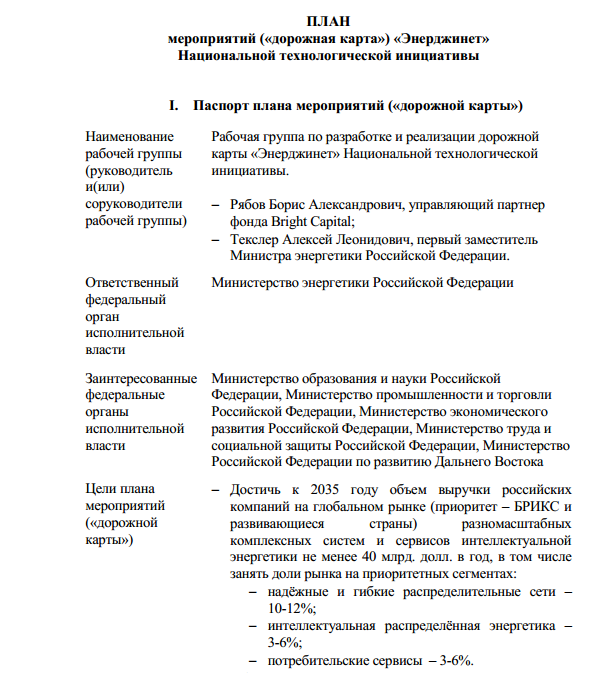 ПЛАН
мероприятий («дорожная карта») «Энерджинет»
Национальной технологической инициативы
I. Паспорт плана мероприятий («дорожной карты»)
Наименование
рабочей группы
(руководитель
и(или)
соруководители
рабочей группы)
Рабочая группа по разработке и реализации дорожной
карты «Энерджинет» Национальной технологической
инициативы.
– Рябов Борис Александрович, управляющий партнер
фонда Bright Capital;
– Текслер Алексей Леонидович, первый заместитель
Министра энергетики Российской Федерации.
Ответственный
федеральный
орган
исполнительной
власти
Министерство энергетики Российской Федерации
Заинтересованные
федеральные
органы
исполнительной
власти
Министерство образования и науки Российской
Федерации, Министерство промышленности и торговли
Российской Федерации, Министерство экономического
развития Российской Федерации, Министерство труда и
социальной защиты Российской Федерации, Министерство
Российской Федерации по развитию Дальнего Востока
Цели плана
мероприятий
(«дорожной
карты»)
– Достичь к 2035 году объем выручки российских
компаний на глобальном рынке (приоритет – БРИКС и
развивающиеся страны) разномасштабных
комплексных систем и сервисов интеллектуальной
энергетики не менее 40 млрд. долл. в год, в том числе
занять доли рынка на приоритетных сегментах:
– надёжные и гибкие распределительные сети –
10-12%;
– интеллектуальная распределённая энергетика –
3-6%;
– потребительские сервисы – 3-6%.